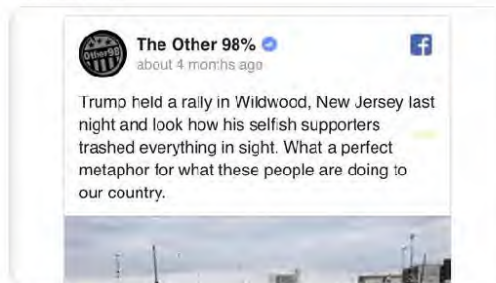 The Other 98%
about 4 months ago
Other98
Trump held a rally in Wildwood, New Jersey last
night and look how his selfish supporters
trashed everything in sight. What a perfect
metaphor for what these people are doing to
our country.